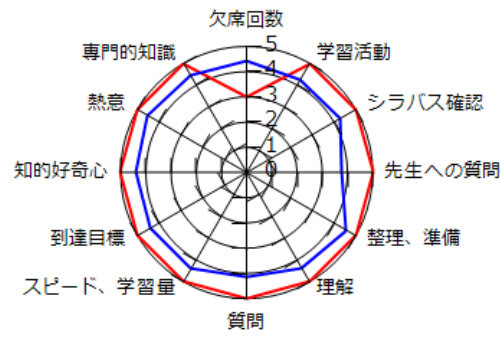 欠席回数
5
専門的知識
学習活動
4
熱意
3
シラバス確認
2
1
知的好奇心
0
先生への質問
到達目標
整理、準備
スピード、学習量
理解
質問